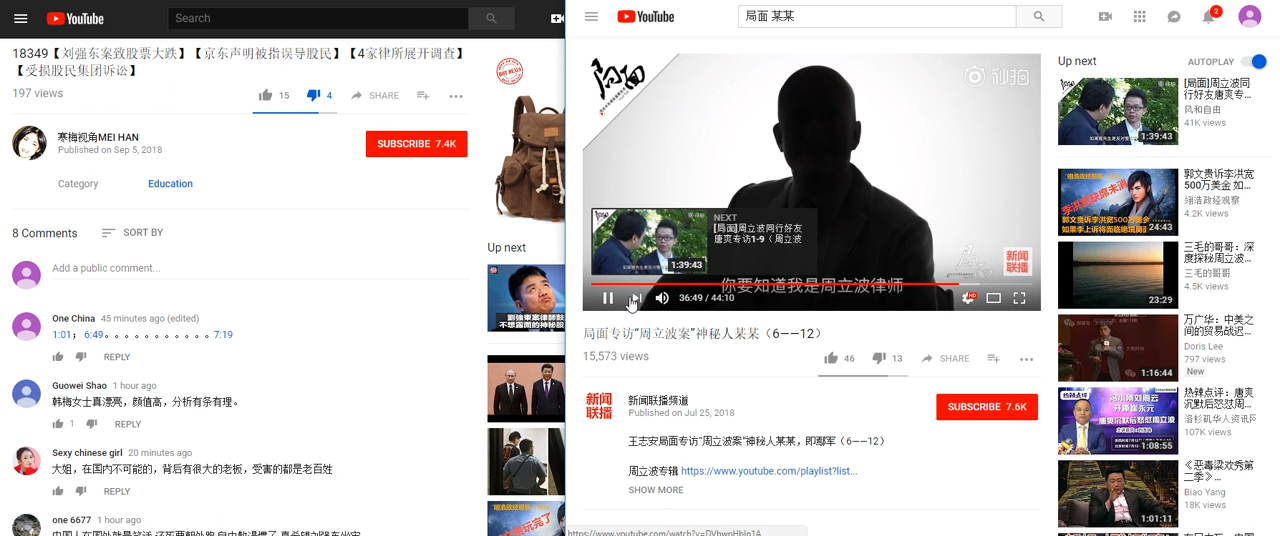 YouTube
Search
18349【刘强东案致股票大跌】【京东声明被指误导股民】【4家律所展开调查】
【受损股民集团诉讼】
197 views
15
4
SHARE
寒梅视角MEI HAN
Published on Sep 5, 2018
SUBSCRIBE 7.4K
Category
Education
8 Comments
SORT BY
Add a public comment...
One China 45 minutes ago (edited)
1:01； 6:49。。。。。。。。。。。。7:19
REPLY
Guowei Shao 1 hour ago
韩梅女士真漂亮，颜值高，分析有条有理。
1
REPLY
Sexy chinese girl 20 minutes ago
大姐，在国内不可能的，背后有很大的老板，受害的都是老百姓
REPLY
one 6677 1 hour ago
Up next
YouTube
局面 某某
2
局面
秒拍
NEXT
[局面]周立波同行好友
唐爽专访1-9（周立波
1:39:43
你要知道我是周立波律师
新闻
联播
36:49 / 44:10
HD
局面专访“周立波案”神秘人某某（6——12）
15,573 views
46
13
SHARE
新闻
联播
新闻联播频道
Published on Jul 25, 2018
SUBSCRIBE 7.6K
王志安局面专访"周立波案"神秘人某某，即鄢军（6——12）
周立波专辑 https://www.youtube.com/playlist?list...
SHOW MORE
Up next
AUTOPLAY
[局面]周立波同
行好友唐爽专...
风和自由
41K views
1:39:43
郭文贵诉李洪宽
500万美金 如...
翊浩政经观察
4.2K views
24:43
三毛的哥哥：深
度探秘周立波...
三毛的哥哥
4.5K views
23:29
万广华：中美之
间的贸易战迟...
Doris Lee
797 views
New
1:16:44
热辣点评：唐爽
沉默后怒怼周...
洛杉矶华人资讯网
107K views
1:08:55
《恶毒梁欢秀第
二季》...
Biao Yang
18K views
1:01:11